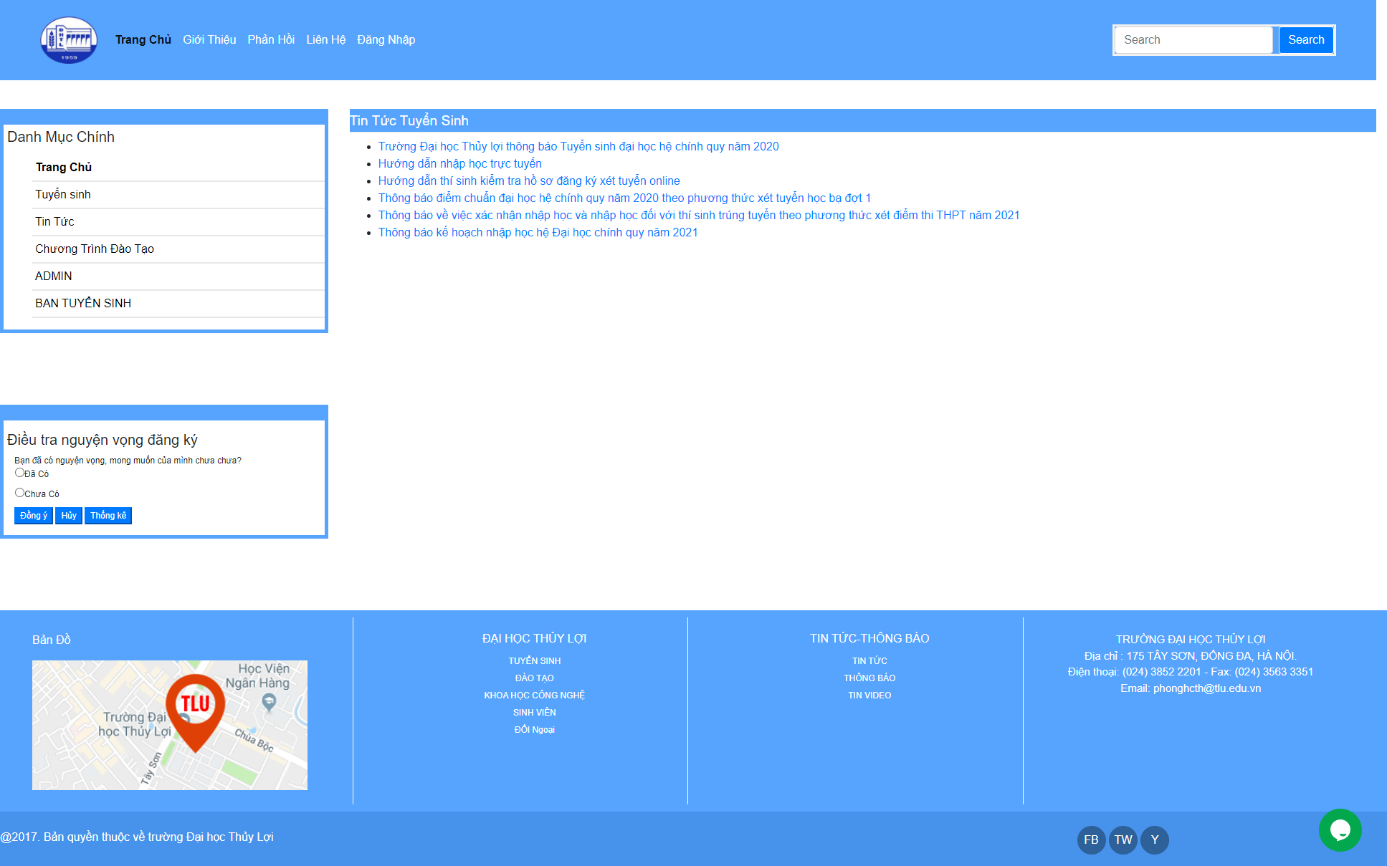 1959
Trang Chủ Giới Thiệu Phản Hồi Liên Hệ Đăng Nhập
Search Search
Danh Mục Chính
Trang Chủ
Tuyển sinh
Tin Tức
Chương Trình Đào Tạo
ADMIN
BAN TUYỂN SINH
Tin Tức Tuyển Sinh
Trường Đại học Thủy lợi thông báo Tuyển sinh đại học hệ chính quy năm 2020
Hướng dẫn nhập học trực tuyến
Hướng dẫn thí sinh kiểm tra hồ sơ đăng ký xét tuyển online
Thông báo điểm chuẩn đại học hệ chính quy năm 2020 theo phương thức xét tuyển học bạ đợt 1
Thông báo về việc xác nhận nhập học và nhập học đối với thí sinh trúng tuyển theo phương thức xét điểm thi THPT năm 2021
Thông báo kế hoạch nhập học hệ Đại học chính quy năm 2021
Điều tra nguyện vọng đăng ký
Bạn đã có nguyện vọng, mong muốn của mình chưa chưa?
Đã Có
Chưa Có
Đồng ý Hủy Thống kê
Bản Đồ
Học Viện
Ngân Hàng
TLU
Trường Đại
học Thủy Lợi
Chùa Bộc
Tây Sơn
ĐẠI HỌC THỦY LỢI
TUYỂN SINH
ĐÀO TẠO
KHOA HỌC CÔNG NGHỆ
SINH VIÊN
ĐỐI Ngoại
TIN TỨC-THÔNG BÁO
TIN TỨC
THÔNG BÁO
TIN VIDEO
TRƯỜNG ĐẠI HỌC THỦY LỢI
Địa chỉ : 175 TÂY SƠN, ĐỐNG ĐA, HÀ NỘI.
Điện thoại: (024) 3852 2201 - Fax: (024) 3563 3351
Email: phonghcth@tlu.edu.vn
@2017. Bản quyền thuộc về trường Đại học Thủy Lợi
FB TW Y